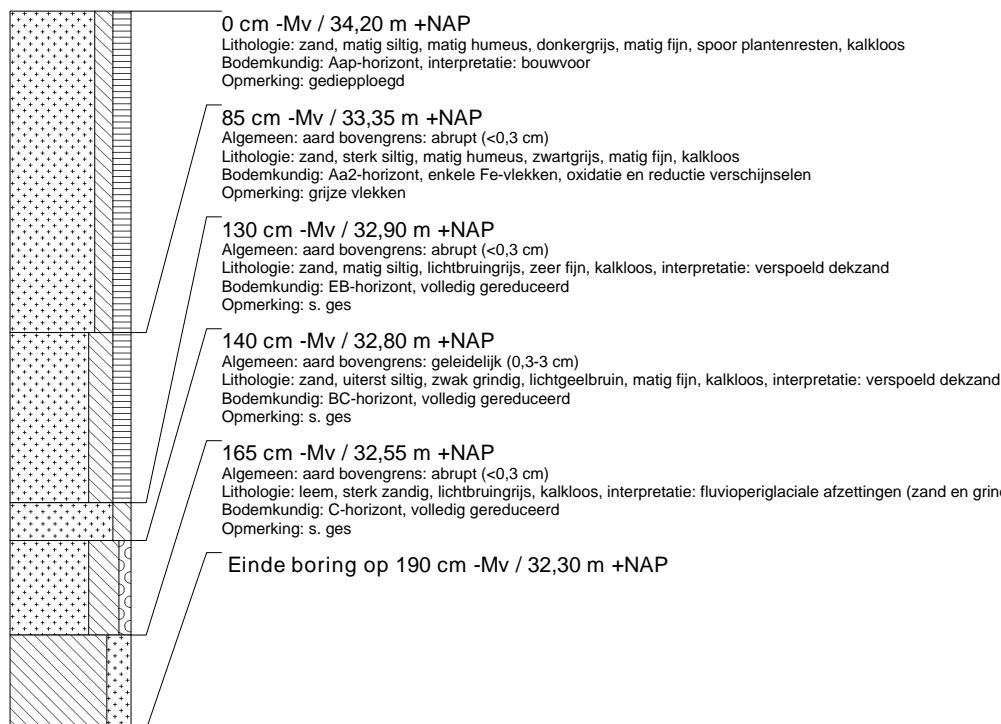 0 cm -Mv / 34,20 m +NAP
Lithologie: zand, matig siltig, matig humeus, donkergrijs, matig fijn, spoor plantenresten, kalkloos
Bodemkundig: Aap-horizont, interpretatie: bouwvoor
Opmerking: gediepploegd
85 cm -Mv / 33,35 m +NAP
Algemeen: aard bovengrens: abrupt (<0,3 cm)
Lithologie: zand, sterk siltig, matig humeus, zwartgrijs, matig fijn, kalkloos
Bodemkundig: Aa2-horizont, enkele Fe-vlekken, oxidatie en reductie verschijnselen
Opmerking: grijze vlekken
130 cm -Mv / 32,90 m +NAP
Algemeen: aard bovengrens: abrupt (<0,3 cm)
Lithologie: zand, matig siltig, lichtbruingrijs, zeer fijn, kalkloos, interpretatie: verspoeld dekzand
Bodemkundig: EB-horizont, volledig gereduceerd
Opmerking: s. ges
140 cm -Mv / 32,80 m +NAP
Algemeen: aard bovengrens: geleidelijk (0,3-3 cm)
Lithologie: zand, uiterst siltig, zwak grindig, lichtgeelbruin, matig fijn, kalkloos, interpretatie: verspoeld dekzand
Bodemkundig: BC-horizont, volledig gereduceerd
Opmerking: s. ges
165 cm -Mv / 32,55 m +NAP
Algemeen: aard bovengrens: abrupt (<0,3 cm)
Lithologie: leem, sterk zandig, lichtbruingrijs, kalkloos, interpretatie: fluvioperiglaciale afzettingen (zand en
Bodemkundig: C-horizont, volledig gereduceerd
Opmerking: s. ges
Einde boring op 190 cm -Mv / 32,30 m +NAP